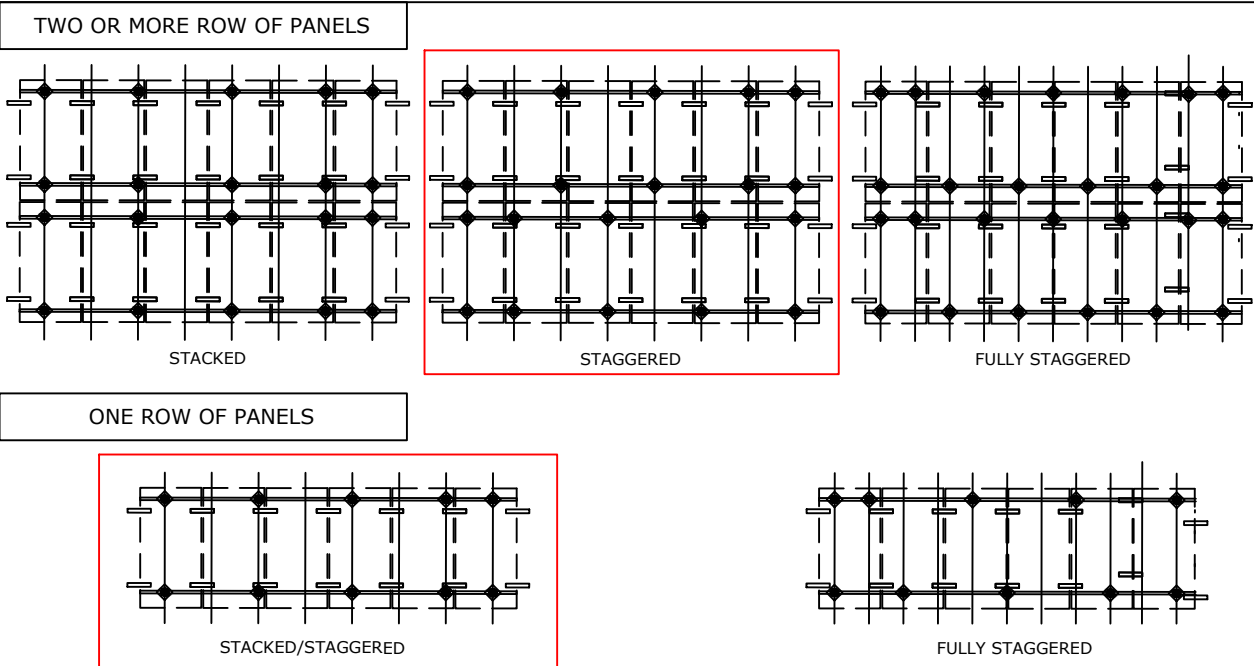 TWO OR MORE ROW OF PANELS
STACKED
STAGGERED
FULLY STAGGERED
ONE ROW OF PANELS
STACKED/STAGGERED
FULLY STAGGERED